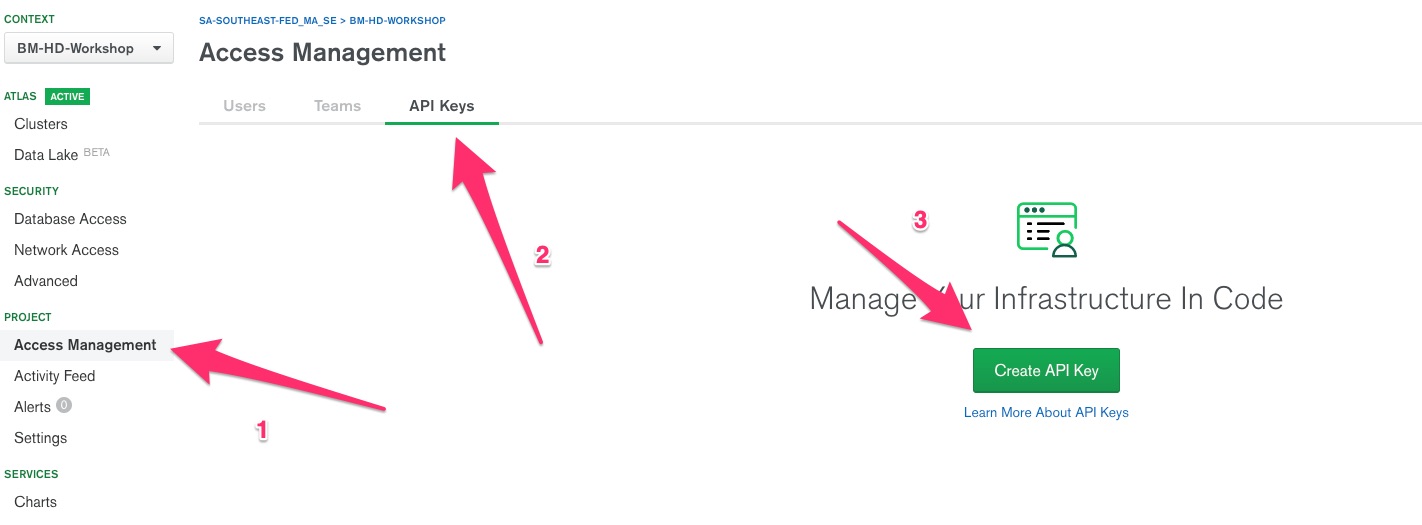 CONTEXT
BM-HD-Workshop
ATLAS ACTIVE
Clusters
Data Lake BETA
SECURITY
Database Access
Network Access
Advanced
PROJECT
Access Management
Activity Feed
Alerts 0
Settings
SERVICES
Charts
SA-SOUTHEAST-FED_MA_SE > BM-HD-WORKSHOP
Access Management
Users Teams API Keys
1
2
3
Manage Your Infrastructure In Code
Create API Key
Learn More About API Keys